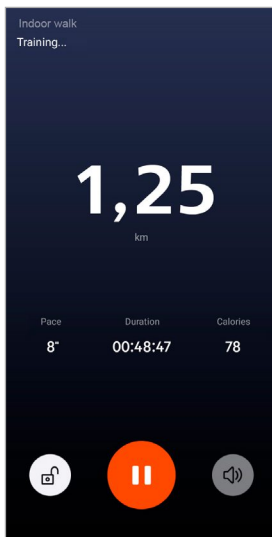 Indoor walk
Training...
1,25
km
Pace Duration Calories
8" 00:48:47 78